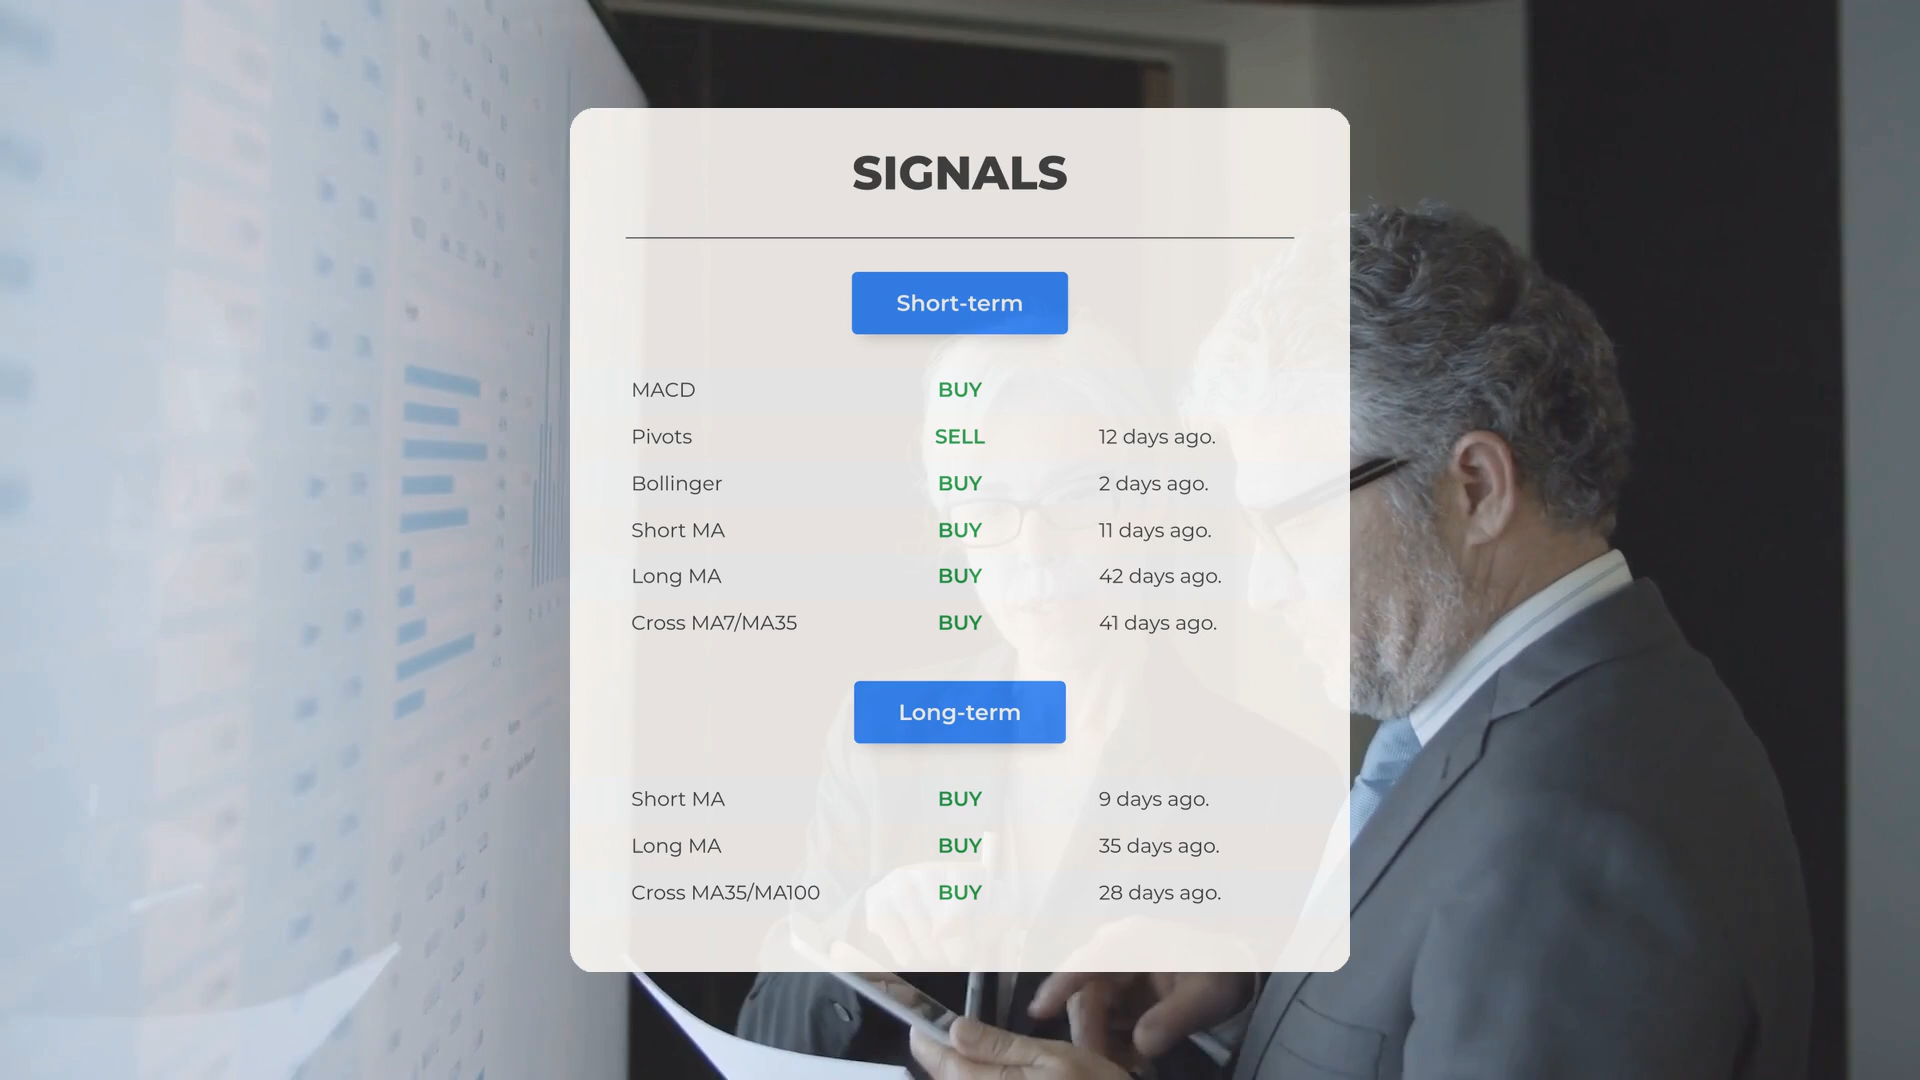 SIGNALS
Short-term
MACD BUY
Pivots SELL 12 days ago.
Bollinger BUY 2 days ago.
Short MA BUY 11 days ago.
Long MA BUY 42 days ago.
Cross MA7/MA35 BUY 41 days ago.
Long-term
Short MA BUY 9 days ago.
Long MA BUY 35 days ago.
Cross MA35/MA100 BUY 28 days ago.